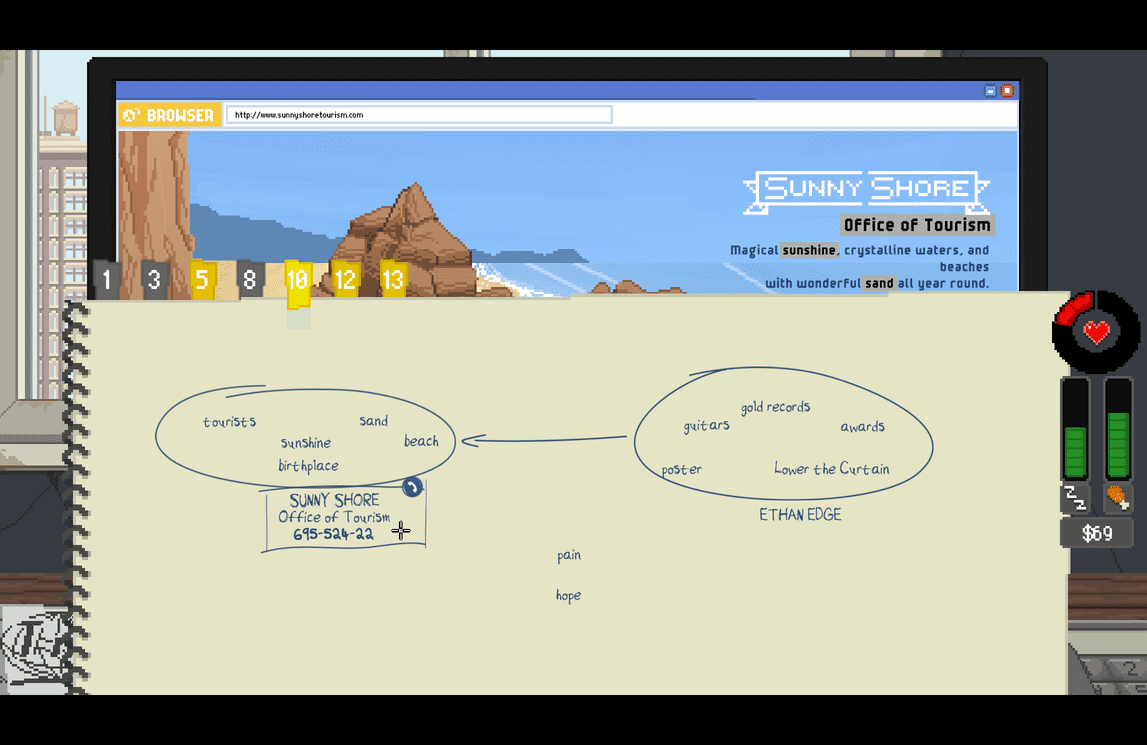 BROWSER
http://www.sunnyshoretourism.com
SUNNY SHORE
Office of Tourism
Magical sunshine, crystalline waters, and
beaches
with wonderful sand all year round.
1 3 5 8 10 12 13
tourists
sand
sunshine
beach
birthplace
SUNNY SHORE
Office of Tourism
695-524-22
gold records
guitars
awards
poster
Lower the Curtain
ETHAN EDGE
pain
hope
$69